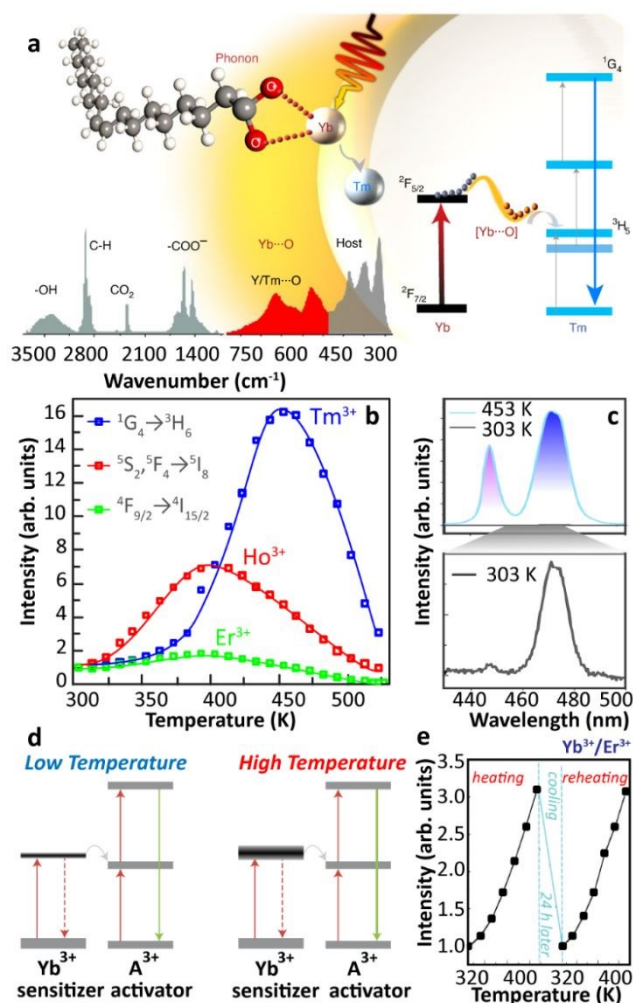 a
Phonon
O
O
Yb
Tm
¹G₄
²F₅/₂
[Yb···O]
³H₅
²F₇/₂
Yb
Tm
-OH
C-H
CO₂
-COO⁻
Yb···O
Y/Tm···O
Host
3500 2800 2100 1400 750 600 450 300
Wavenumber (cm⁻¹)
b
Intensity (arb. units)
16
14
12
10
8
6
4
2
0
¹G₄→³H₆
⁵S₂,⁵F₄→⁵I₈
⁴F₉/₂→⁴I₁₅/₂
Tm³⁺
Ho³⁺
Er³⁺
300 350 400 450 500
Temperature (K)
c
Intensity (arb. units)
453 K
303 K
303 K
440 460 480 500
Wavelength (nm)
d
Low Temperature
High Temperature
Yb³⁺
sensitizer
A³⁺
activator
Yb³⁺
sensitizer
A³⁺
activator
e
Yb³⁺/Er³⁺
Intensity (arb. units)
3.5
3.0
2.5
2.0
1.5
1.0
heating
cooling
24 h later
reheating
320 400 320 400
Temperature (K)